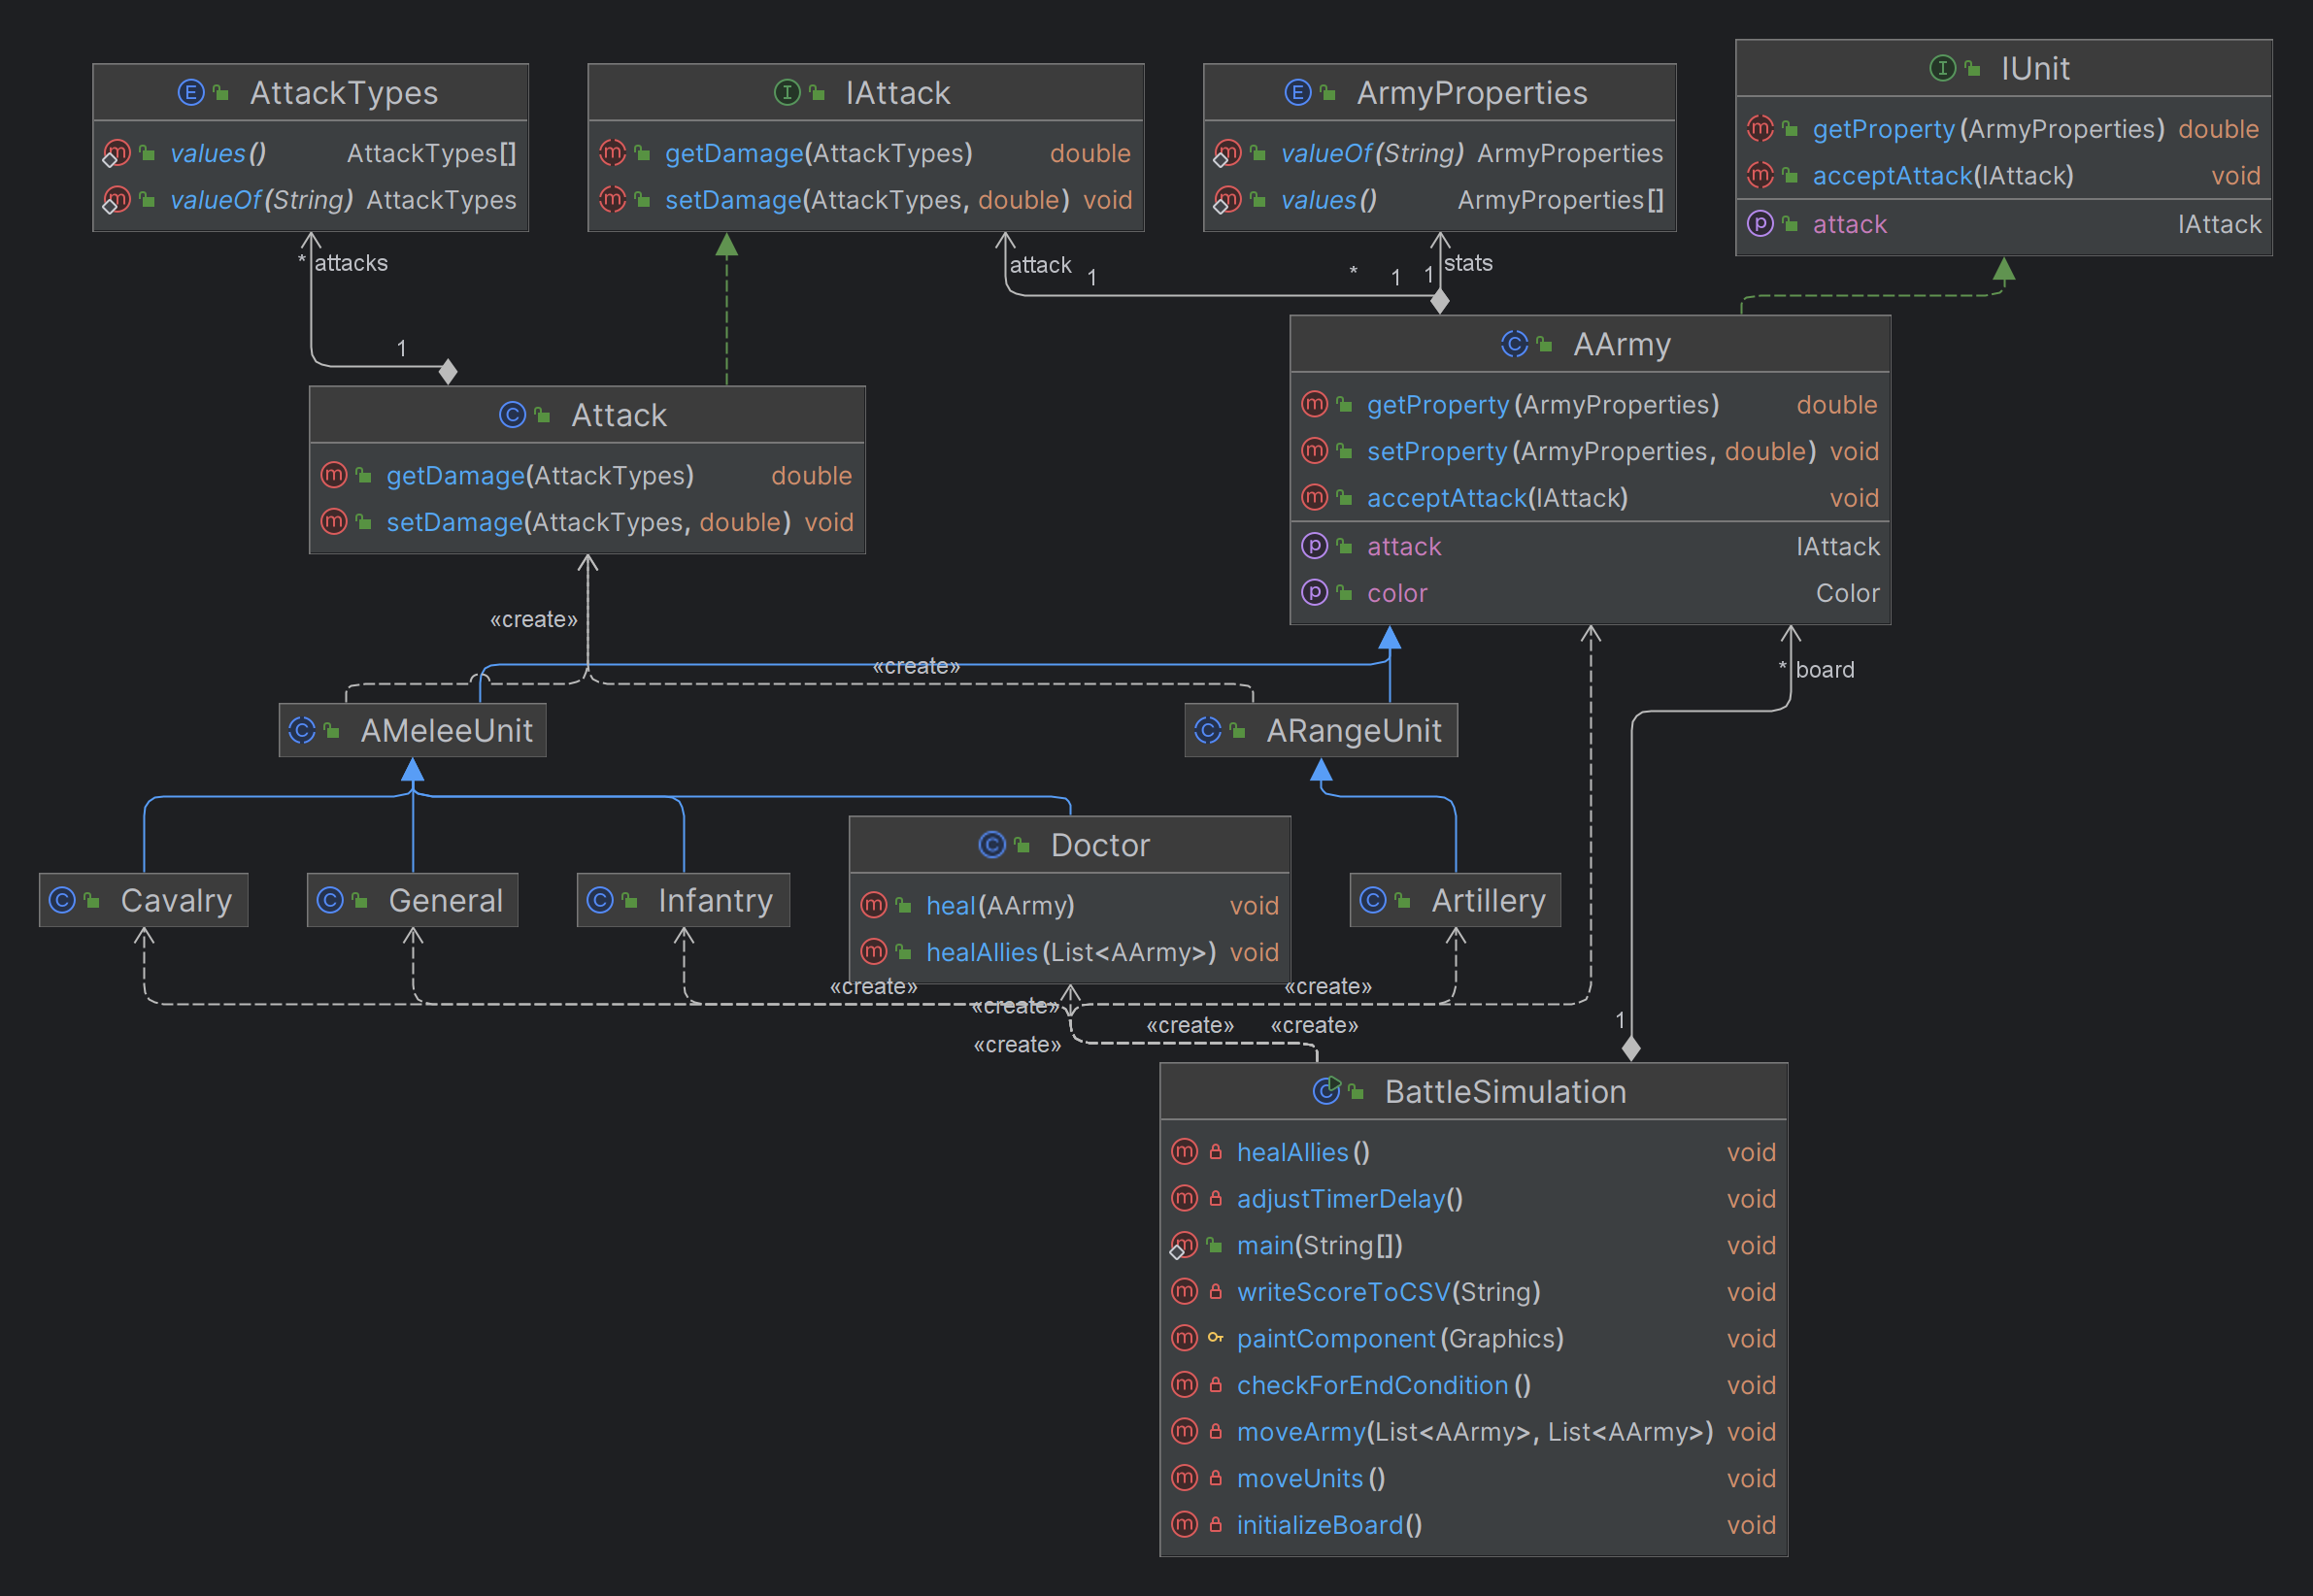 AttackTypes
values() AttackTypes[]
valueOf(String) AttackTypes
IAttack
getDamage(AttackTypes) double
setDamage(AttackTypes, double) void
ArmyProperties
valueOf(String) ArmyProperties
values() ArmyProperties[]
IUnit
getProperty(ArmyProperties) double
acceptAttack(IAttack) void
attack IAttack
* attacks
1
attack 1
* 1 1 stats
Attack
getDamage(AttackTypes) double
setDamage(AttackTypes, double) void
AArmy
getProperty(ArmyProperties) double
setProperty(ArmyProperties, double) void
acceptAttack(IAttack) void
attack IAttack
color Color
«create»
«create»
* board
AMeleeUnit
ARangeUnit
Cavalry
General
Infantry
Doctor
heal(AArmy) void
healAllies(List<AArmy>) void
Artillery
«create»
«create»
«create»
«create»
«create»
«create»
1
BattleSimulation
healAllies() void
adjustTimerDelay() void
main(String[]) void
writeScoreToCSV(String) void
paintComponent(Graphics) void
checkForEndCondition() void
moveArmy(List<AArmy>, List<AArmy>) void
moveUnits() void
initializeBoard() void